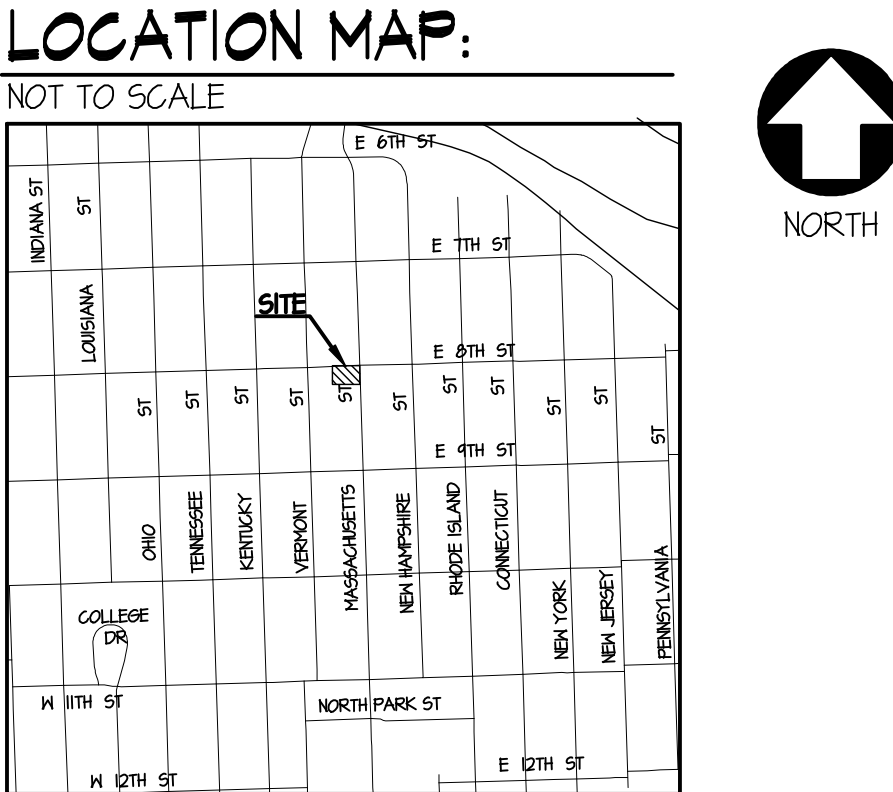 LOCATION MAP:
NOT TO SCALE
NORTH
E 6TH ST
INDIANA ST
LOUISIANA ST
E 7TH ST
SITE
E 8TH ST
E 9TH ST
OHIO ST
TENNESSEE ST
KENTUCKY ST
VERMONT ST
MASSACHUSETTS ST
NEW HAMPSHIRE ST
RHODE ISLAND ST
CONNECTICUT ST
NEW YORK ST
NEW JERSEY ST
PENNSYLVANIA ST
COLLEGE
DR
W 11TH ST
NORTH PARK ST
E 12TH ST
W 12TH ST